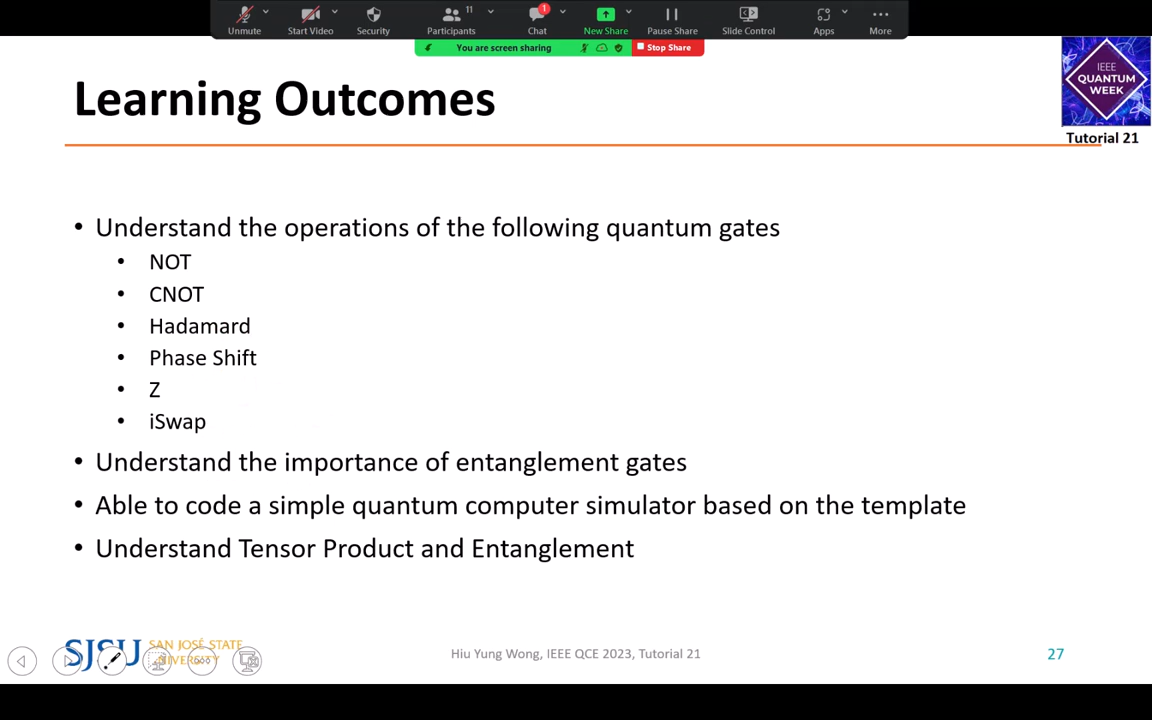 11
1
Unmute
Start Video
Security
Participants
Chat
New Share
Pause Share
Slide Control
Apps
More
You are screen sharing
Stop Share
Learning Outcomes
IEEE
QUANTUM
WEEK
Tutorial 21
• Understand the operations of the following quantum gates
• NOT
• CNOT
• Hadamard
• Phase Shift
• Z
• iSwap
• Understand the importance of entanglement gates
• Able to code a simple quantum computer simulator based on the template
• Understand Tensor Product and Entanglement
SJSU
SAN JOSÉ STATE
UNIVERSITY
Hiu Yung Wong, IEEE QCE 2023, Tutorial 21
27